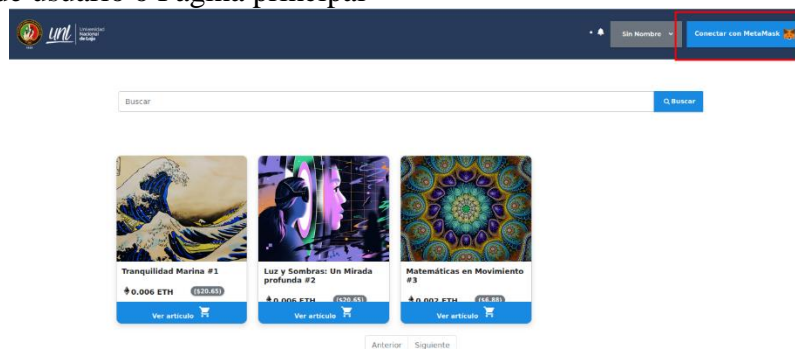 de usuario o Página principal
unl Universidad Nacional de Loja
Sin Nombre
Conectar con MetaMask
Buscar
Buscar
Tranquilidad Marina #1
0.006 ETH ($20.65)
Ver artículo
Luz y Sombras: Un Mirada
profunda #2
0.006 ETH ($20.65)
Ver artículo
Matemáticas en Movimiento
#3
0.002 ETH ($6.88)
Ver artículo
Anterior Siguiente